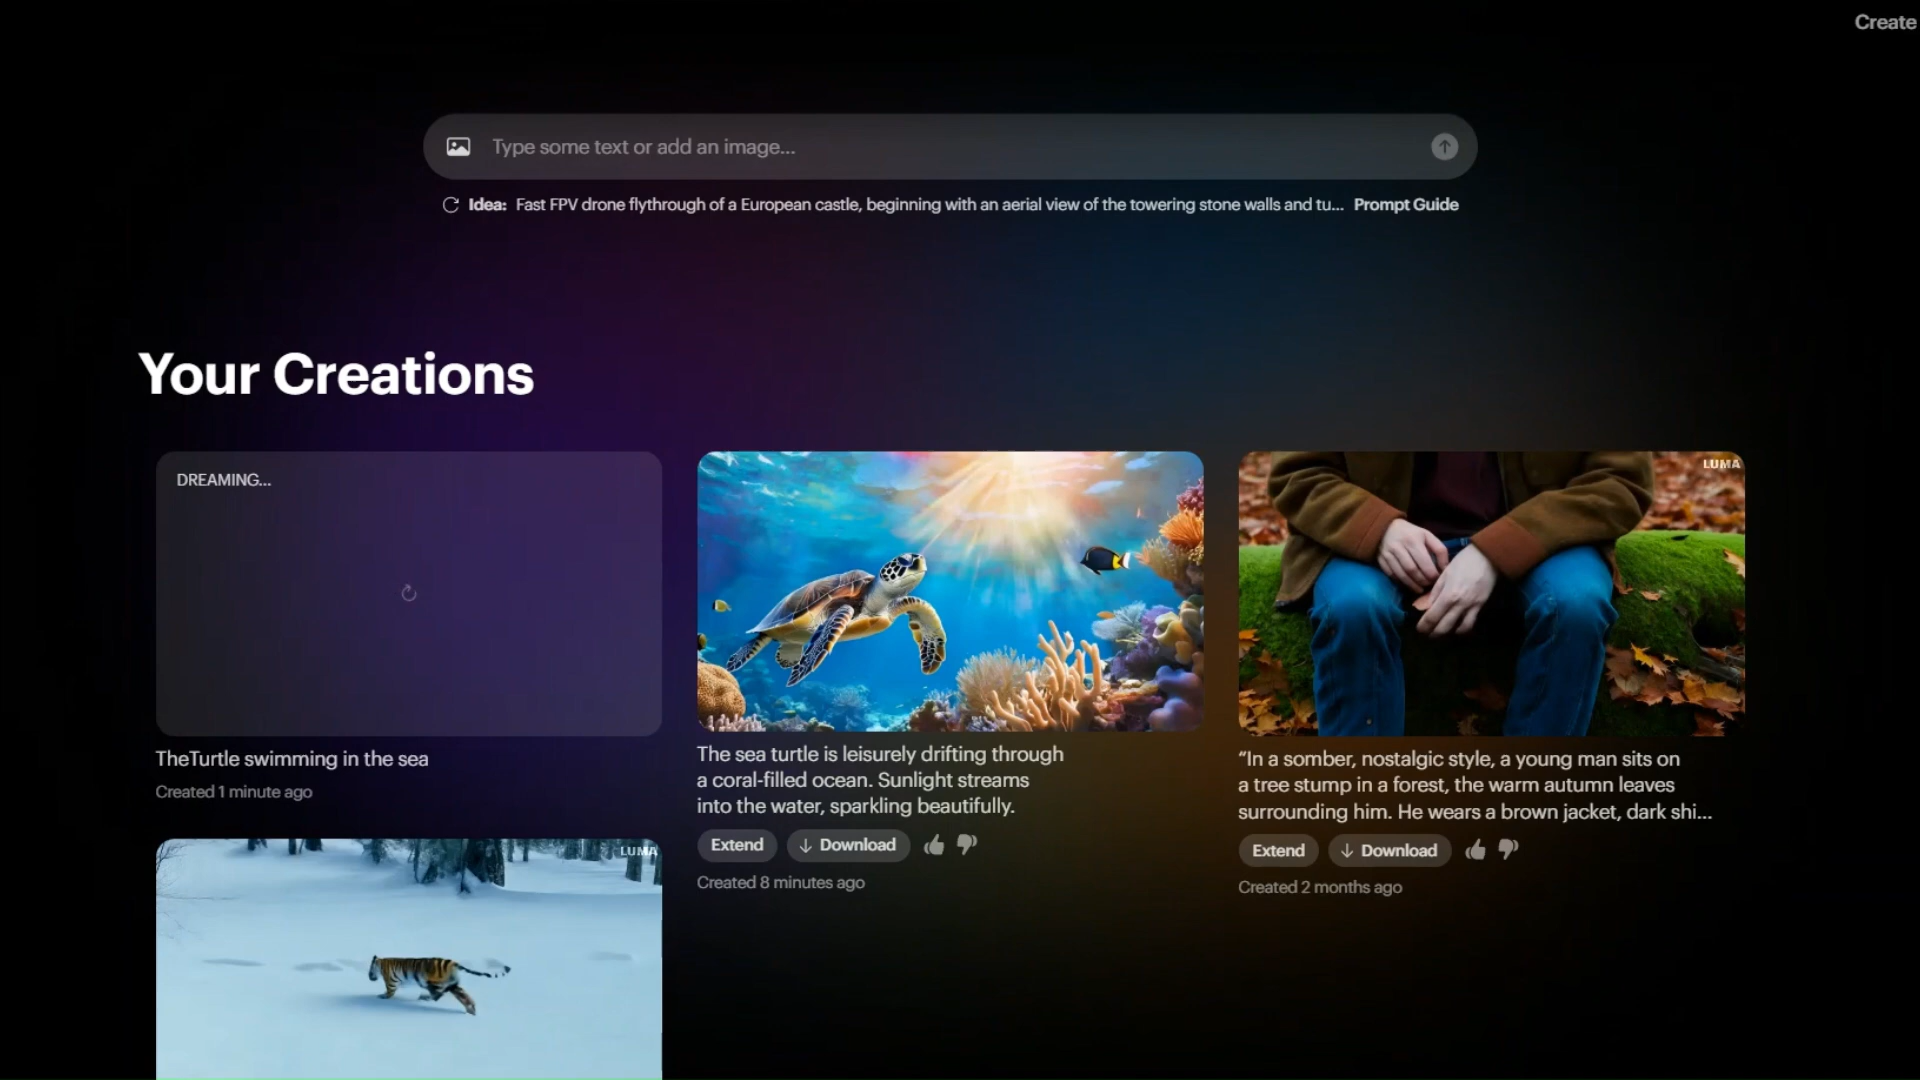 Create
Type some text or add an image...
Idea: Fast FPV drone flythrough of a European castle, beginning with an aerial view of the towering stone walls and tu... Prompt Guide
Your Creations
DREAMING...
TheTurtle swimming in the sea
Created 1 minute ago
LUMA
The sea turtle is leisurely drifting through
a coral-filled ocean. Sunlight streams
into the water, sparkling beautifully.
Extend
Download
Created 8 minutes ago
LUMA
“In a somber, nostalgic style, a young man sits on
a tree stump in a forest, the warm autumn leaves
surrounding him. He wears a brown jacket, dark shi...
Extend
Download
Created 2 months ago